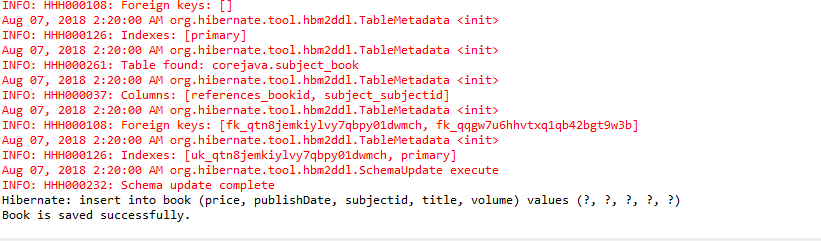 INFO: HHH000108: Foreign keys: []
Aug 07, 2018 2:20:00 AM org.hibernate.tool.hbm2ddl.TableMetadata <init>
INFO: HHH000126: Indexes: [primary]
Aug 07, 2018 2:20:00 AM org.hibernate.tool.hbm2ddl.TableMetadata <init>
INFO: HHH000261: Table found: corejava.subject_book
Aug 07, 2018 2:20:00 AM org.hibernate.tool.hbm2ddl.TableMetadata <init>
INFO: HHH000037: Columns: [references_bookid, subject_subjectid]
Aug 07, 2018 2:20:00 AM org.hibernate.tool.hbm2ddl.TableMetadata <init>
INFO: HHH000108: Foreign keys: [fk_qtn8jemkiylvy7qbpy01dwmch, fk_qqgw7u6hhvtxq1qb42bgt9w3b]
Aug 07, 2018 2:20:00 AM org.hibernate.tool.hbm2ddl.TableMetadata <init>
INFO: HHH000126: Indexes: [uk_qtn8jemkiylvy7qbpy01dwmch, primary]
Aug 07, 2018 2:20:00 AM org.hibernate.tool.hbm2ddl.SchemaUpdate execute
INFO: HHH000232: Schema update complete
Hibernate: insert into book (price, publishDate, subjectid, title, volume) values (?, ?, ?, ?, ?)
Book is saved successfully.